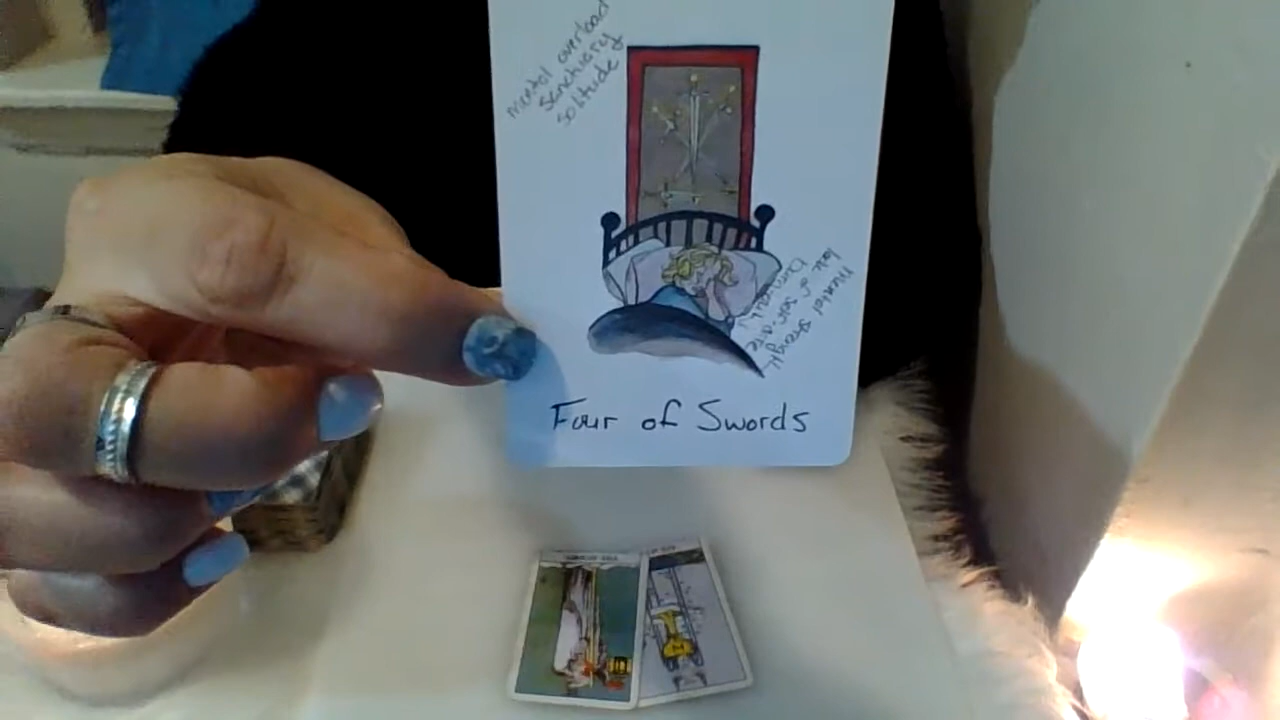 mental overload
sanctuary
solitude
Mental strength
lack of self-care
Four of Swords